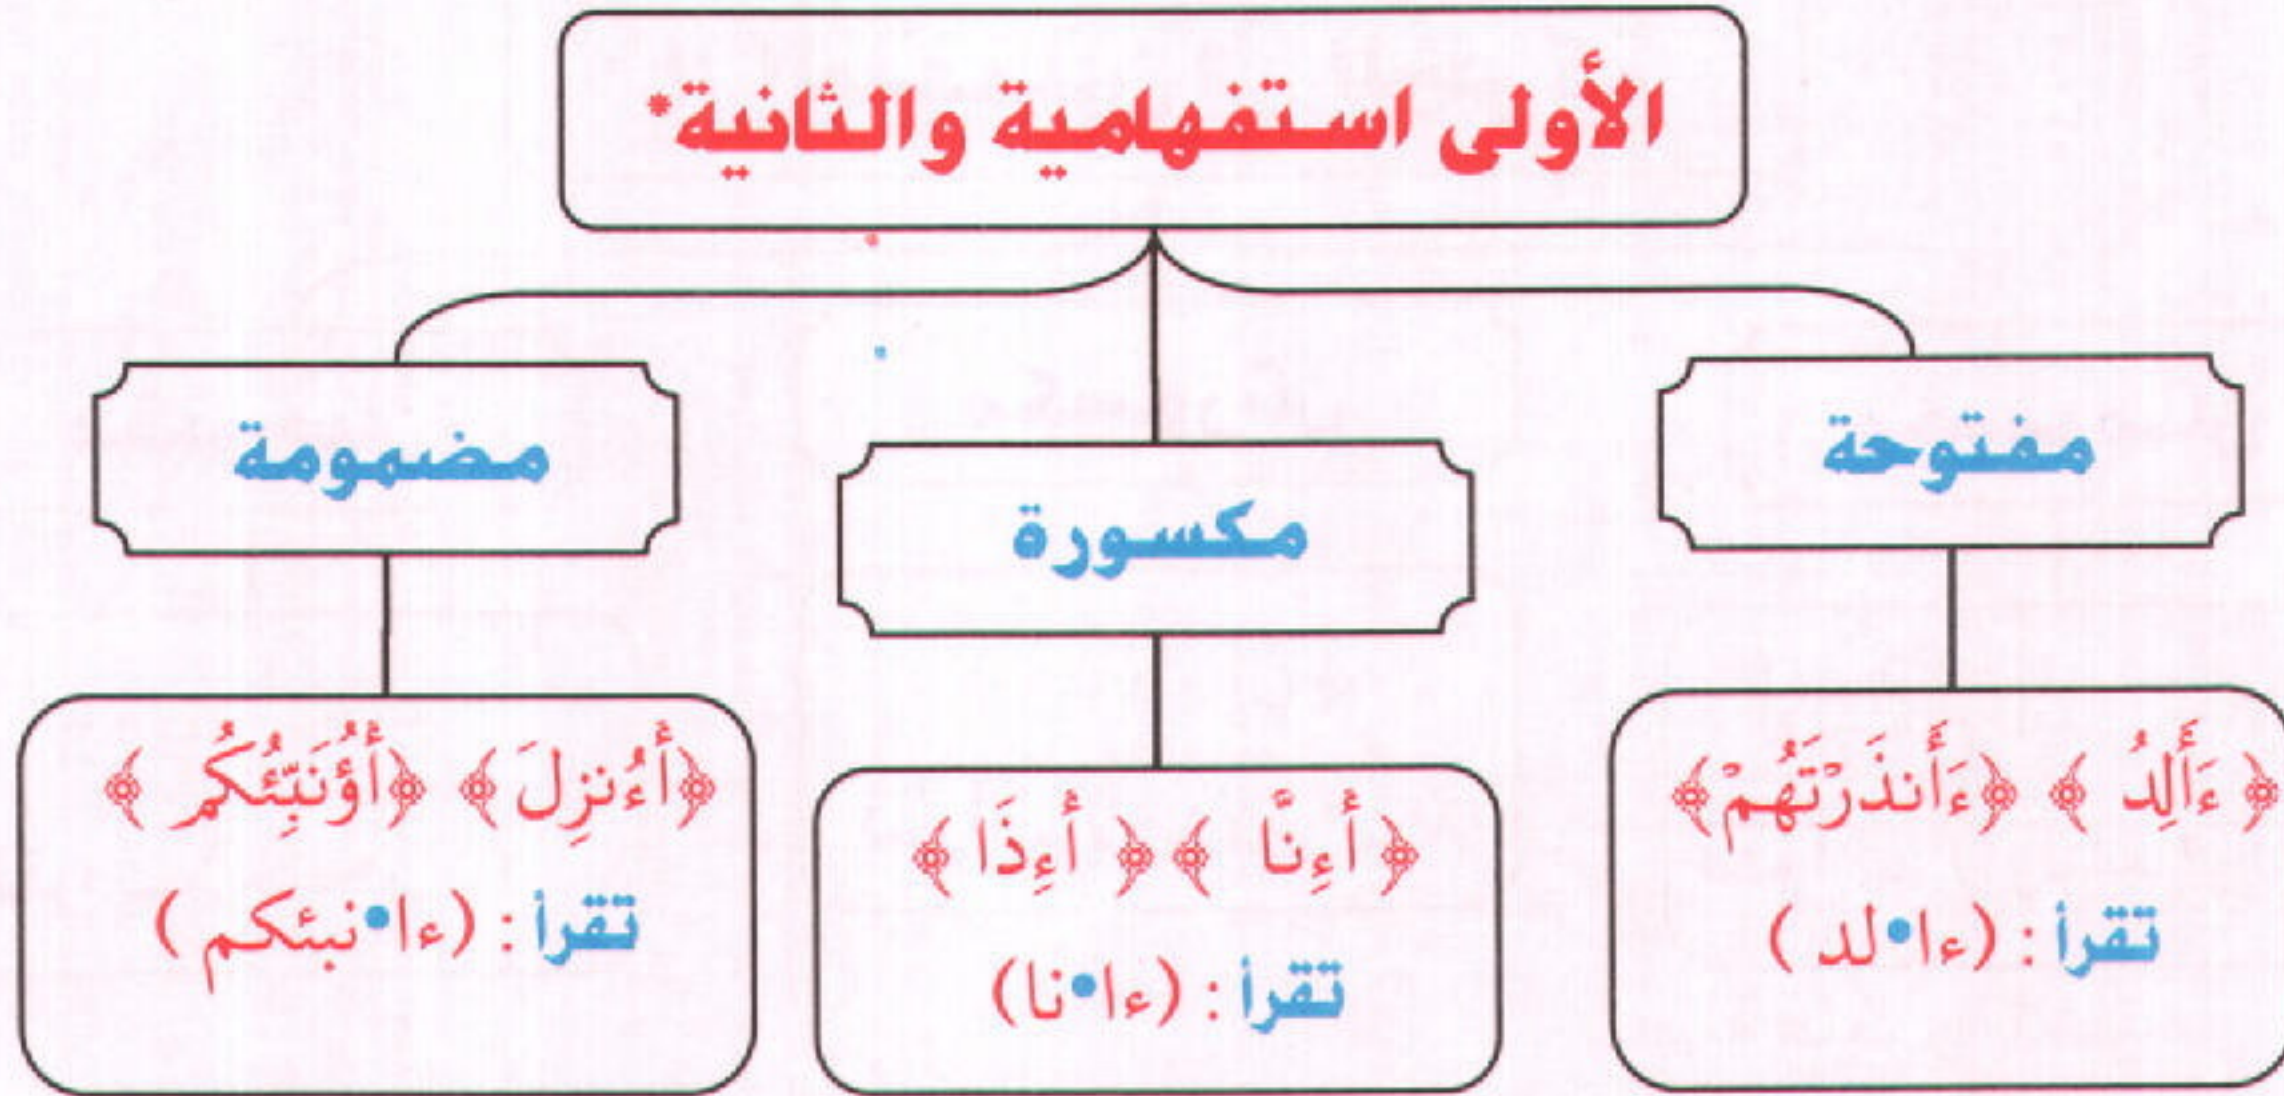 الأولى استفهامية والثانية*
مفتوحة
﴿ ءَأَلِدُ ﴾ ﴿ءَأَنذَرْتَهُمْ﴾
تقرأ : (ءا•لد )
مكسورة
﴿ أَءِنَّا ﴾ ﴿ أَءِذَا ﴾
تقرأ : (ءا•نا)
مضمومة
﴿أَءُنزِلَ﴾ ﴿أَؤُنَبِّئُكُم ﴾
تقرأ : (ءا•نبئكم )